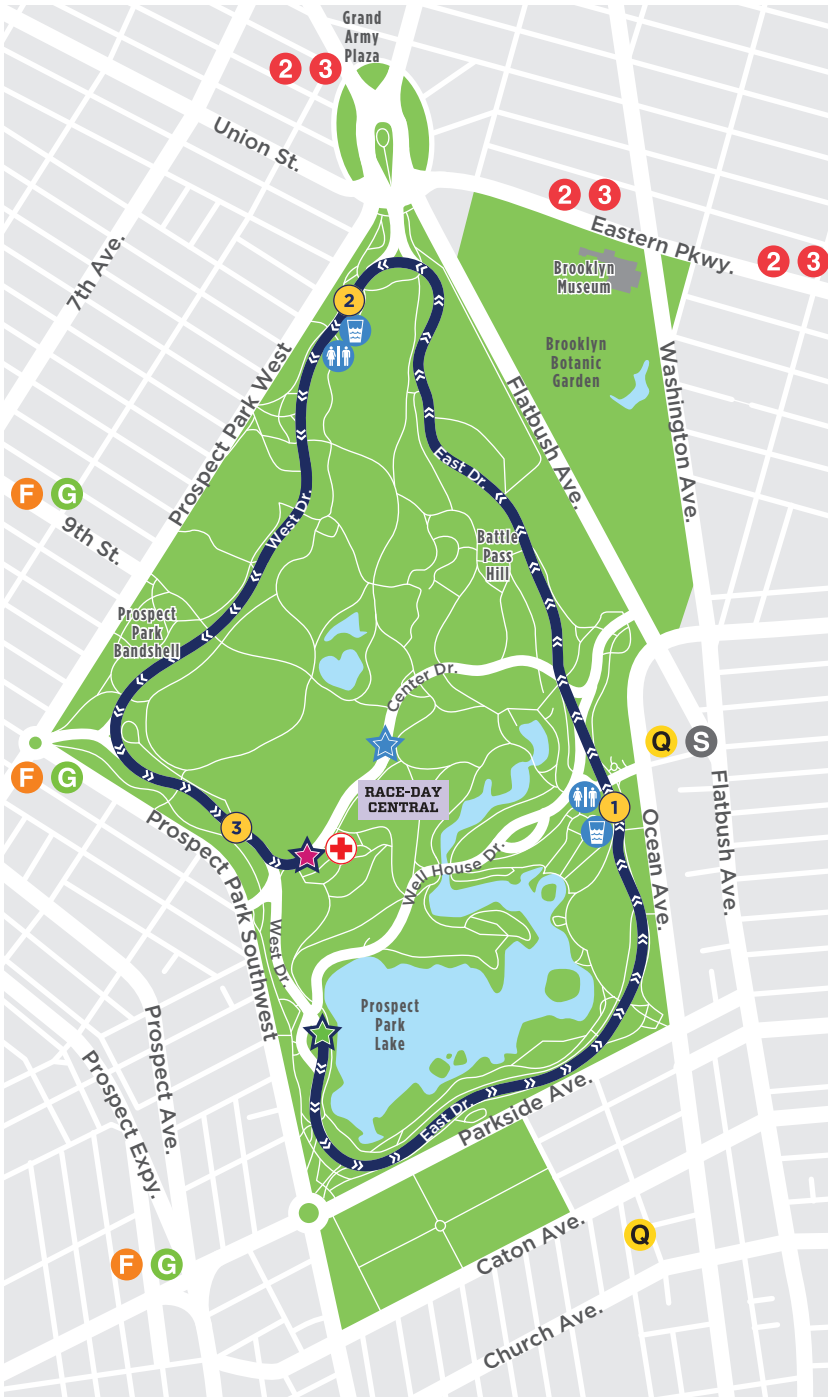 Grand
Army
Plaza
2 3
Union St.
2 3
Eastern Pkwy.
2 3
7th Ave.
Brooklyn
Museum
2
Brooklyn
Botanic
Garden
Prospect Park West
Washington Ave.
Flatbush Ave.
East Dr.
F G
9th St.
West Dr.
Battle
Pass
Hill
Prospect
Park
Bandshell
Center Dr.
Q S
F G
RACE-DAY
CENTRAL
1
3
Flatbush Ave.
Ocean Ave.
Prospect Park Southwest
Well House Dr.
West Dr.
Prospect
Park
Lake
Prospect Ave.
Prospect Expy.
East Dr.
Parkside Ave.
F G
Caton Ave.
Q
Church Ave.